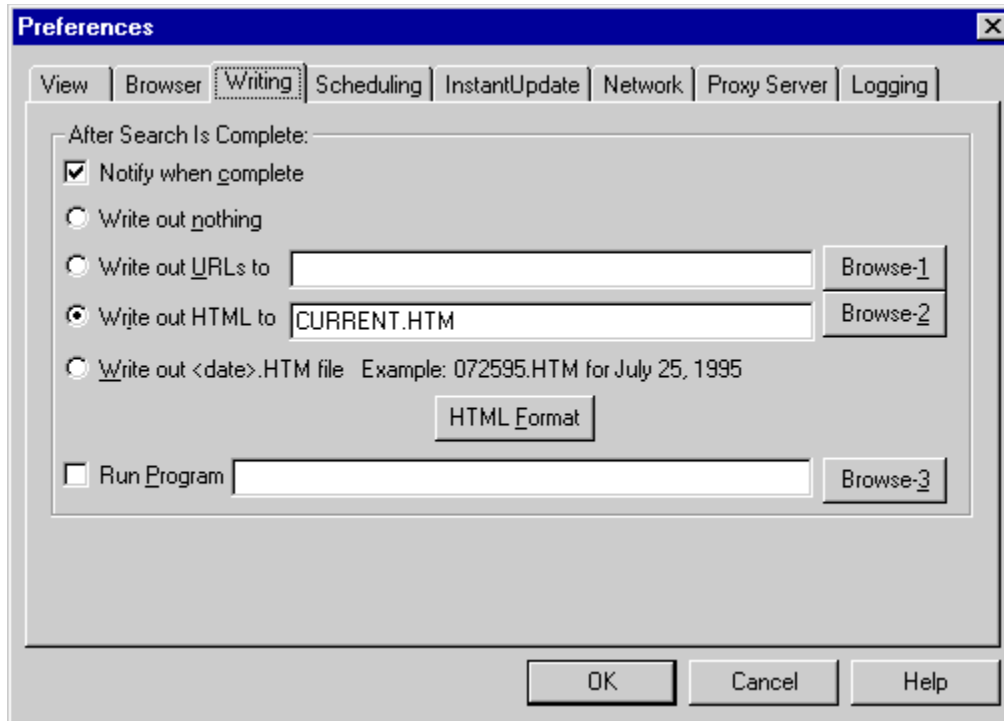 Preferences
View Browser Writing Scheduling InstantUpdate Network Proxy Server Logging
After Search Is Complete:
Notify when complete
Write out nothing
Write out URLs to Browse-1
Write out HTML to CURRENT.HTM Browse-2
Write out <date>.HTM file Example: 072595.HTM for July 25, 1995
HTML Format
Run Program Browse-3
OK Cancel Help